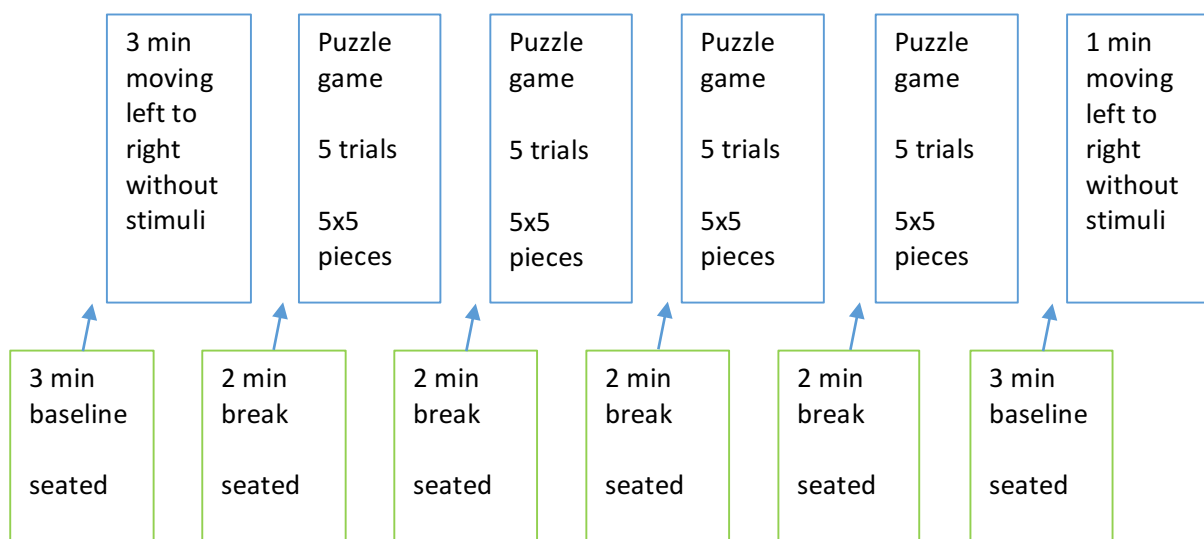 3 min
moving
left to
right
without
stimuli
Puzzle
game
5 trials
5x5
pieces
Puzzle
game
5 trials
5x5
pieces
Puzzle
game
5 trials
5x5
pieces
Puzzle
game
5 trials
5x5
pieces
1 min
moving
left to
right
without
stimuli
3 min
baseline
seated
2 min
break
seated
2 min
break
seated
2 min
break
seated
2 min
break
seated
3 min
baseline
seated